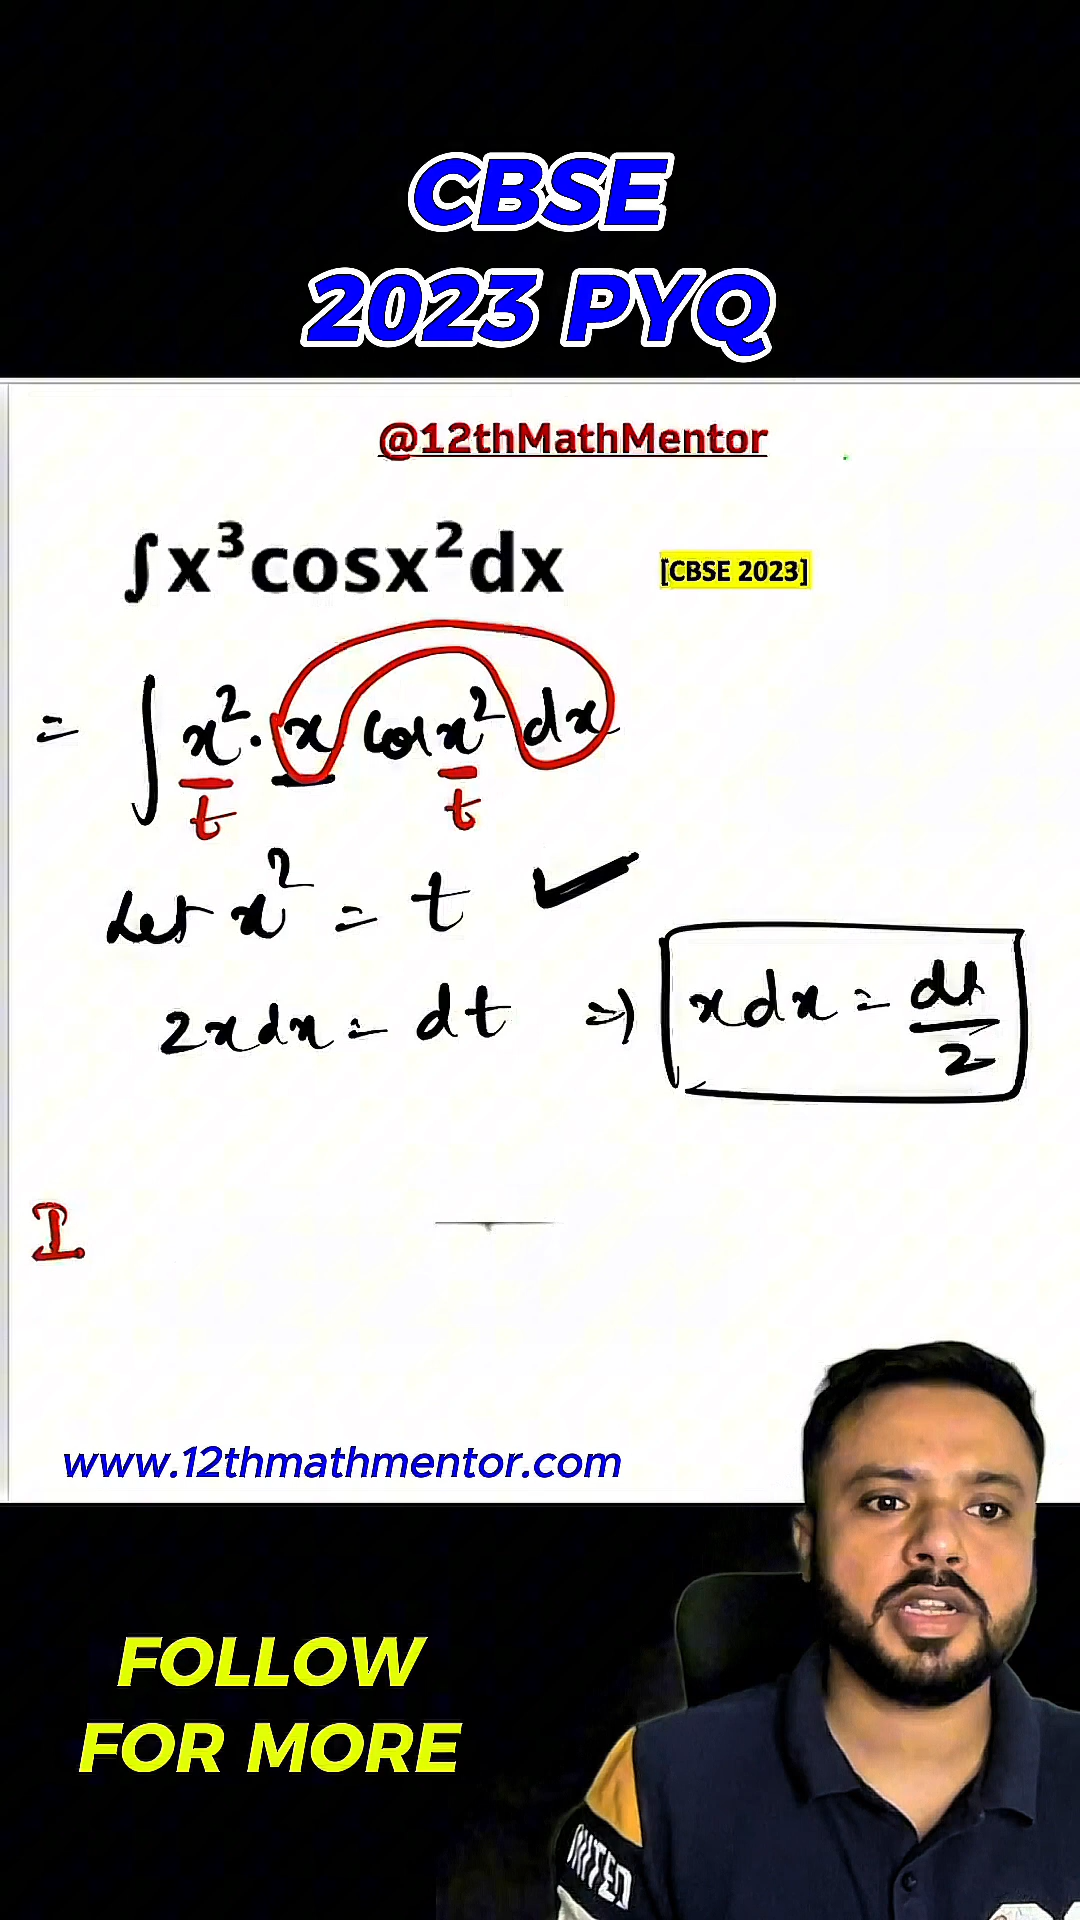 CBSE
2023 PYQ
@12thMathMentor
∫x³cosx²dx [CBSE 2023]
= ∫ x² · x cos x² dx
t t
Let x² = t ✓
2xdx = dt ⇒ xdx = dt/2
I
www.12thmathmentor.com
FOLLOW
FOR MORE
UNITED